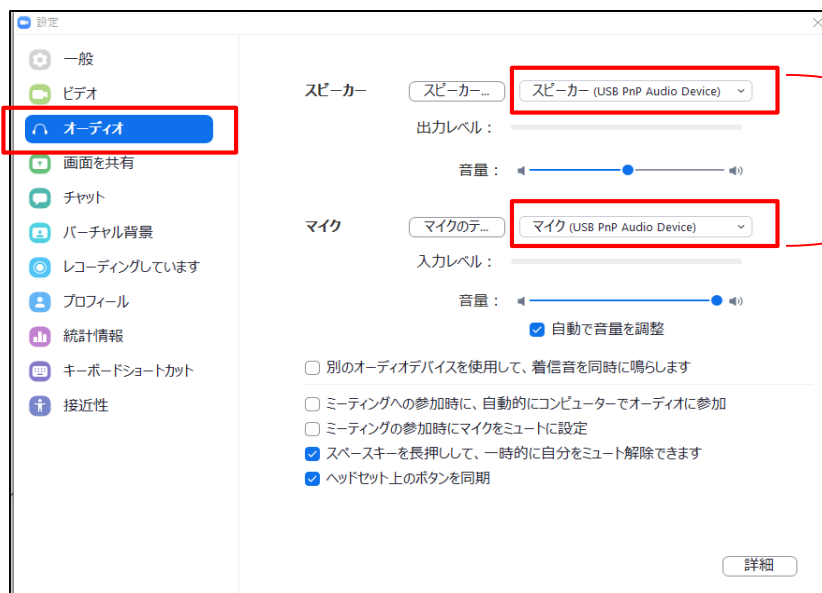 設定
一般
ビデオ
オーディオ
画面を共有
チャット
バーチャル背景
レコーディングしています
プロフィール
統計情報
キーボードショートカット
接近性
スピーカー スピーカー... スピーカー (USB PnP Audio Device)
出力レベル：
音量：
マイク マイクのテ... マイク (USB PnP Audio Device)
入力レベル：
音量：
自動で音量を調整
別のオーディオデバイスを使用して、着信音を同時に鳴らします
ミーティングへの参加時に、自動的にコンピューターでオーディオに参加
ミーティングの参加時にマイクをミュートに設定
スペースキーを長押しして、一時的に自分をミュート解除できます
ヘッドセット上のボタンを同期
詳細